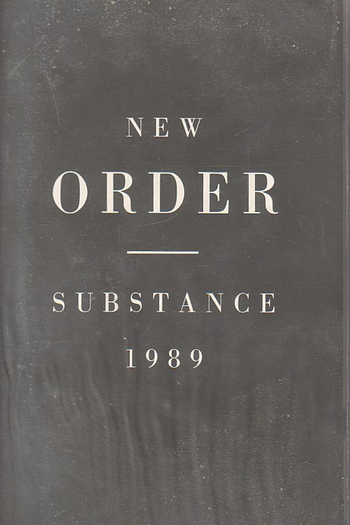 NEW
ORDER
SUBSTANCE
1989